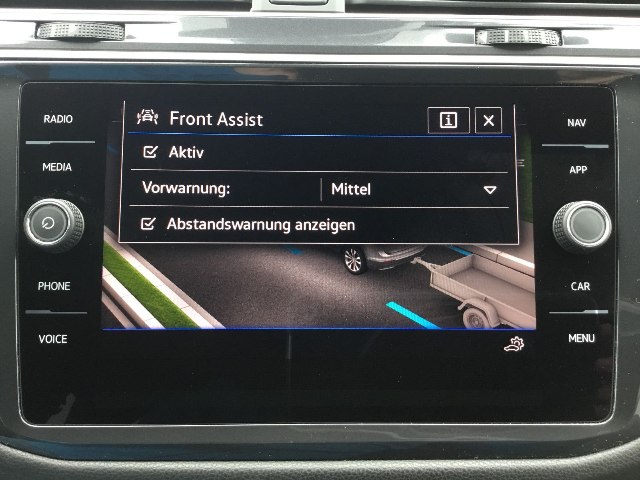 RADIO
MEDIA
PHONE
VOICE
Front Assist
i
Aktiv
Vorwarnung: Mittel
Abstandswarnung anzeigen
NAV
APP
CAR
MENU